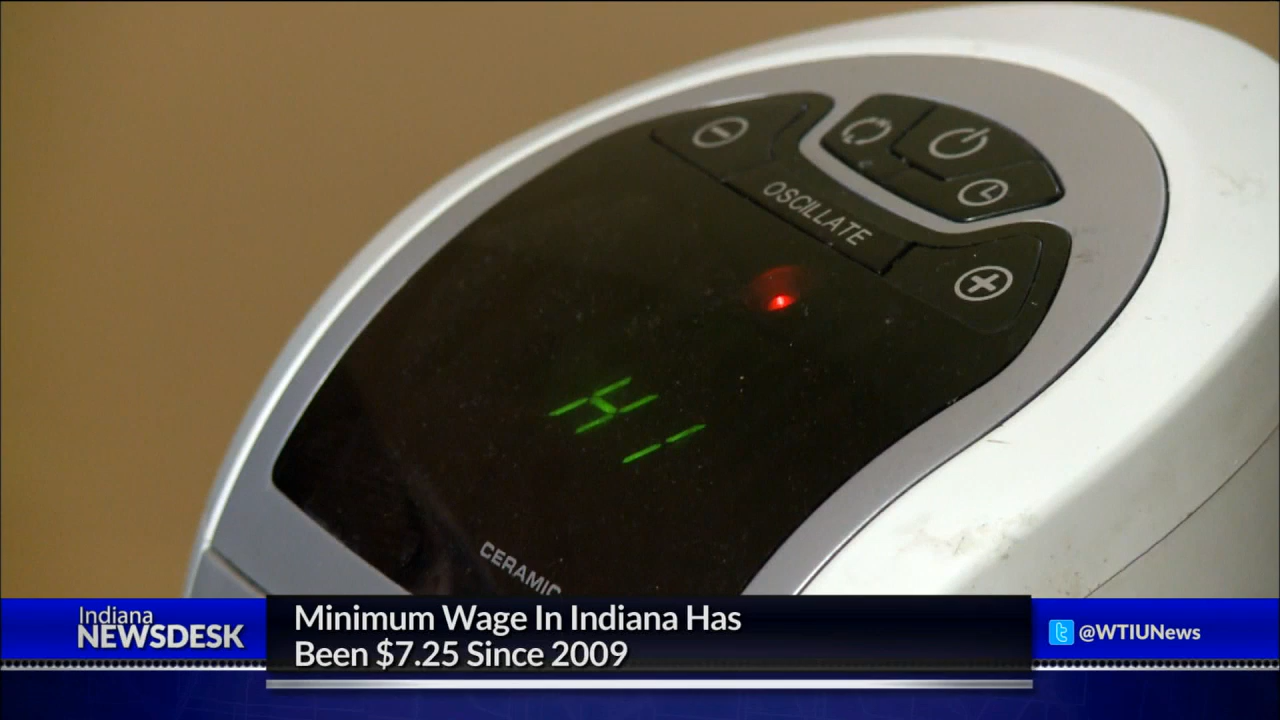 OSCILLATE
HI
CERAMIC
Indiana
NEWSDESK
Minimum Wage In Indiana Has
Been $7.25 Since 2009
@WTIUNews